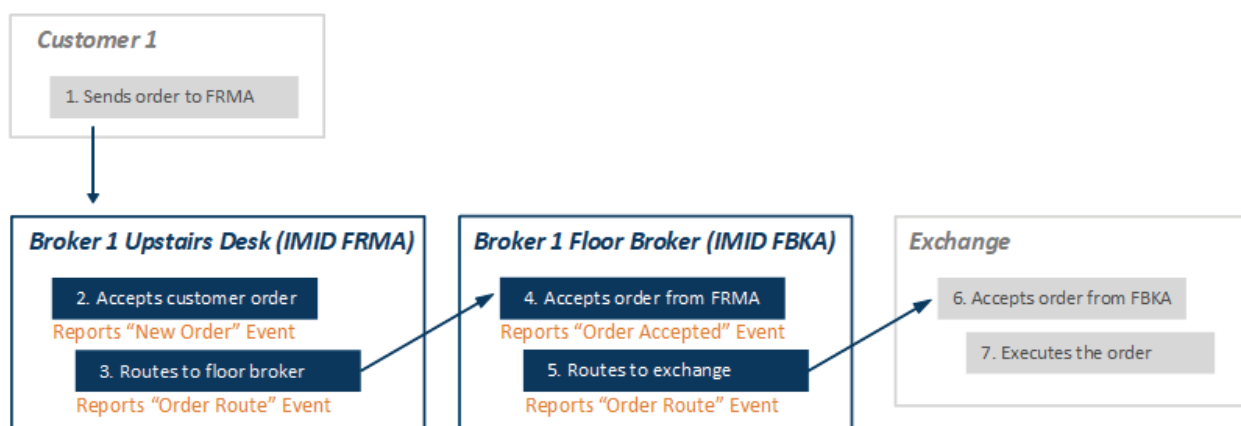 Customer 1
1. Sends order to FRMA
Broker 1 Upstairs Desk (IMID FRMA)
2. Accepts customer order
Reports “New Order” Event
3. Routes to floor broker
Reports “Order Route” Event
Broker 1 Floor Broker (IMID FBKA)
4. Accepts order from FRMA
Reports “Order Accepted” Event
5. Routes to exchange
Reports “Order Route” Event
Exchange
6. Accepts order from FBKA
7. Executes the order